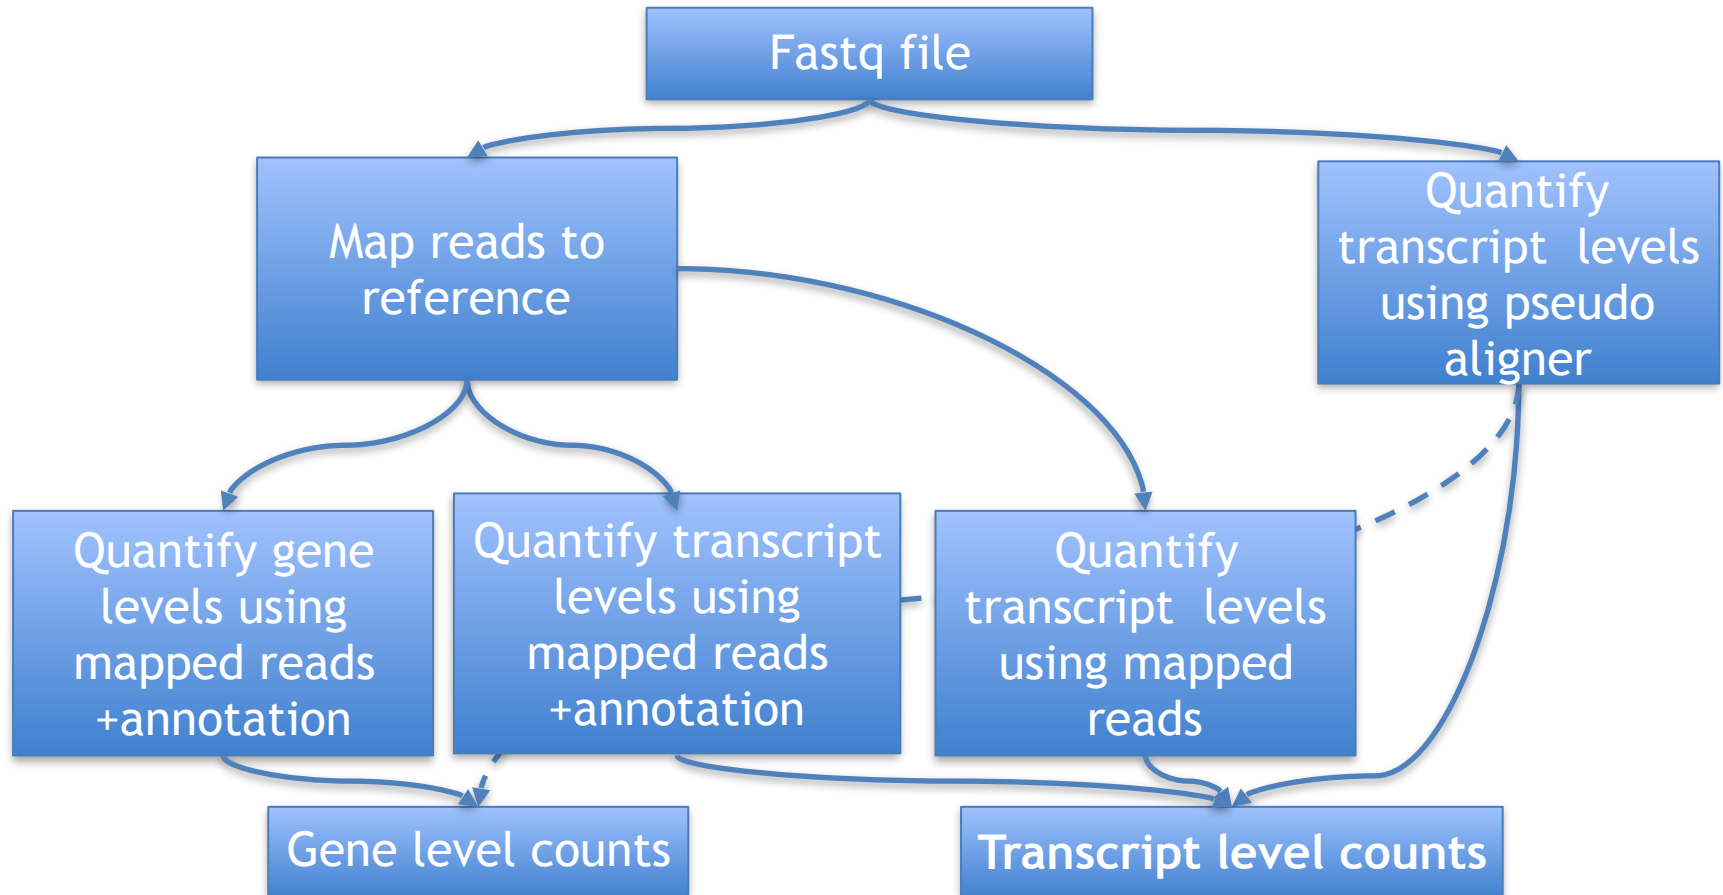 Fastq file
Map reads to
reference
Quantify
transcript  levels
using pseudo
aligner
Quantify gene
levels using
mapped reads
+annotation
Quantify transcript
levels using
mapped reads
+annotation
Quantify
transcript  levels
using mapped
reads
Gene level counts
Transcript level counts